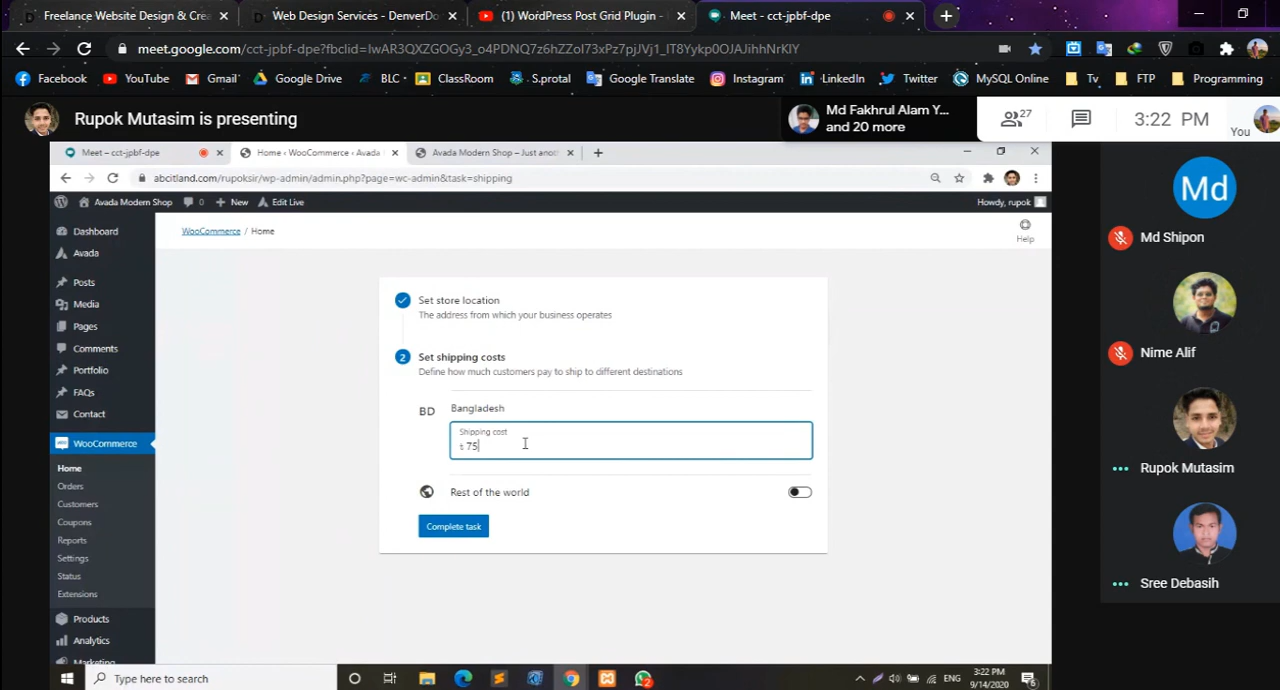 Freelance Website Design & Crea
Web Design Services - DenverDo
(1) WordPress Post Grid Plugin -
Meet - cct-jpbf-dpe
meet.google.com/cct-jpbf-dpe?fbclid=
Facebook
YouTube
Gmail
Google Drive
BLC -
ClassRoom
S.protal
Google Translate
Instagram
LinkedIn
Twitter
MySQL Online
Tv
FTP
Programming
Rupok Mutasim is presenting
Md Fakhrul Alam Y...
and 20 more
27
3:22 PM
You
Meet – cct-jpbf-dpe
Home ‹ WooCommerce ‹ Avada
Avada Modern Shop – Just anot
abcitland.com/rupoksir/wp-admin/admin.php?page=wc-admin&task=shipping
Avada Modern Shop
0
New
Edit Live
Howdy, rupok
Dashboard
Avada
Posts
Media
Pages
Comments
Portfolio
FAQs
Contact
WooCommerce
Home
Orders
Customers
Coupons
Reports
Settings
Status
Extensions
Products
Analytics
Marketing
WooCommerce / Home
Help
Set store location
The address from which your business operates
2 Set shipping costs
Define how much customers pay to ship to different destinations
BD Bangladesh
Shipping cost
75
Rest of the world
Complete task
Md
Md Shipon
Nime Alif
Rupok Mutasim
Sree Debasih
Type here to search
2
ENG
3:22 PM
9/14/2020
6